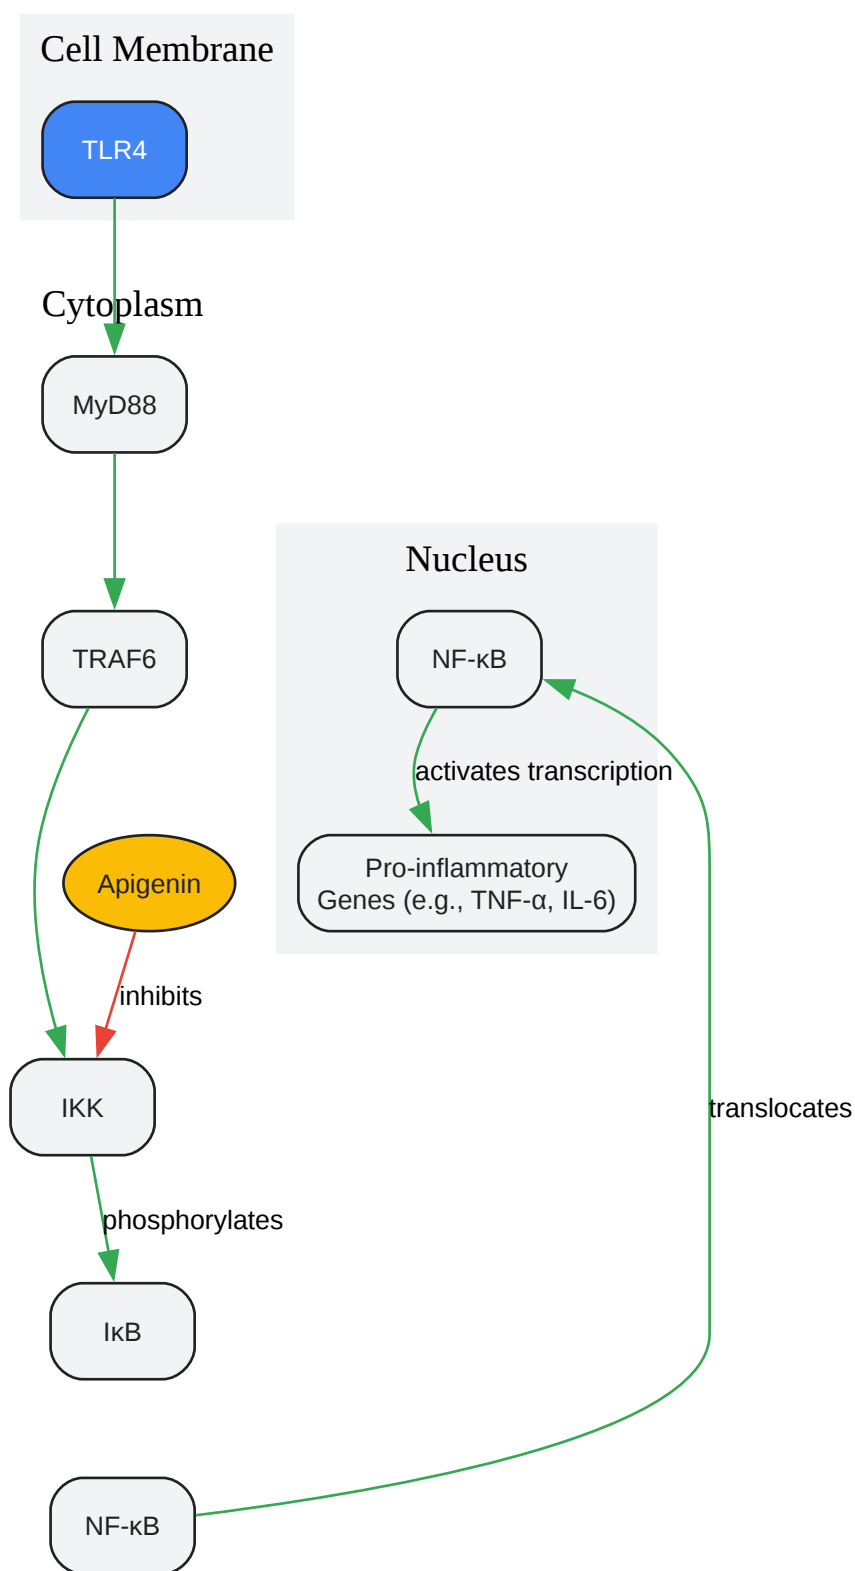 Cell Membrane
TLR4
Cytoplasm
MyD88
TRAF6
Nucleus
NF-κB
activates transcription
Pro-inflammatory
Genes (e.g., TNF-α, IL-6)
Apigenin
inhibits
IKK
translocates
phosphorylates
IκB
NF-κB